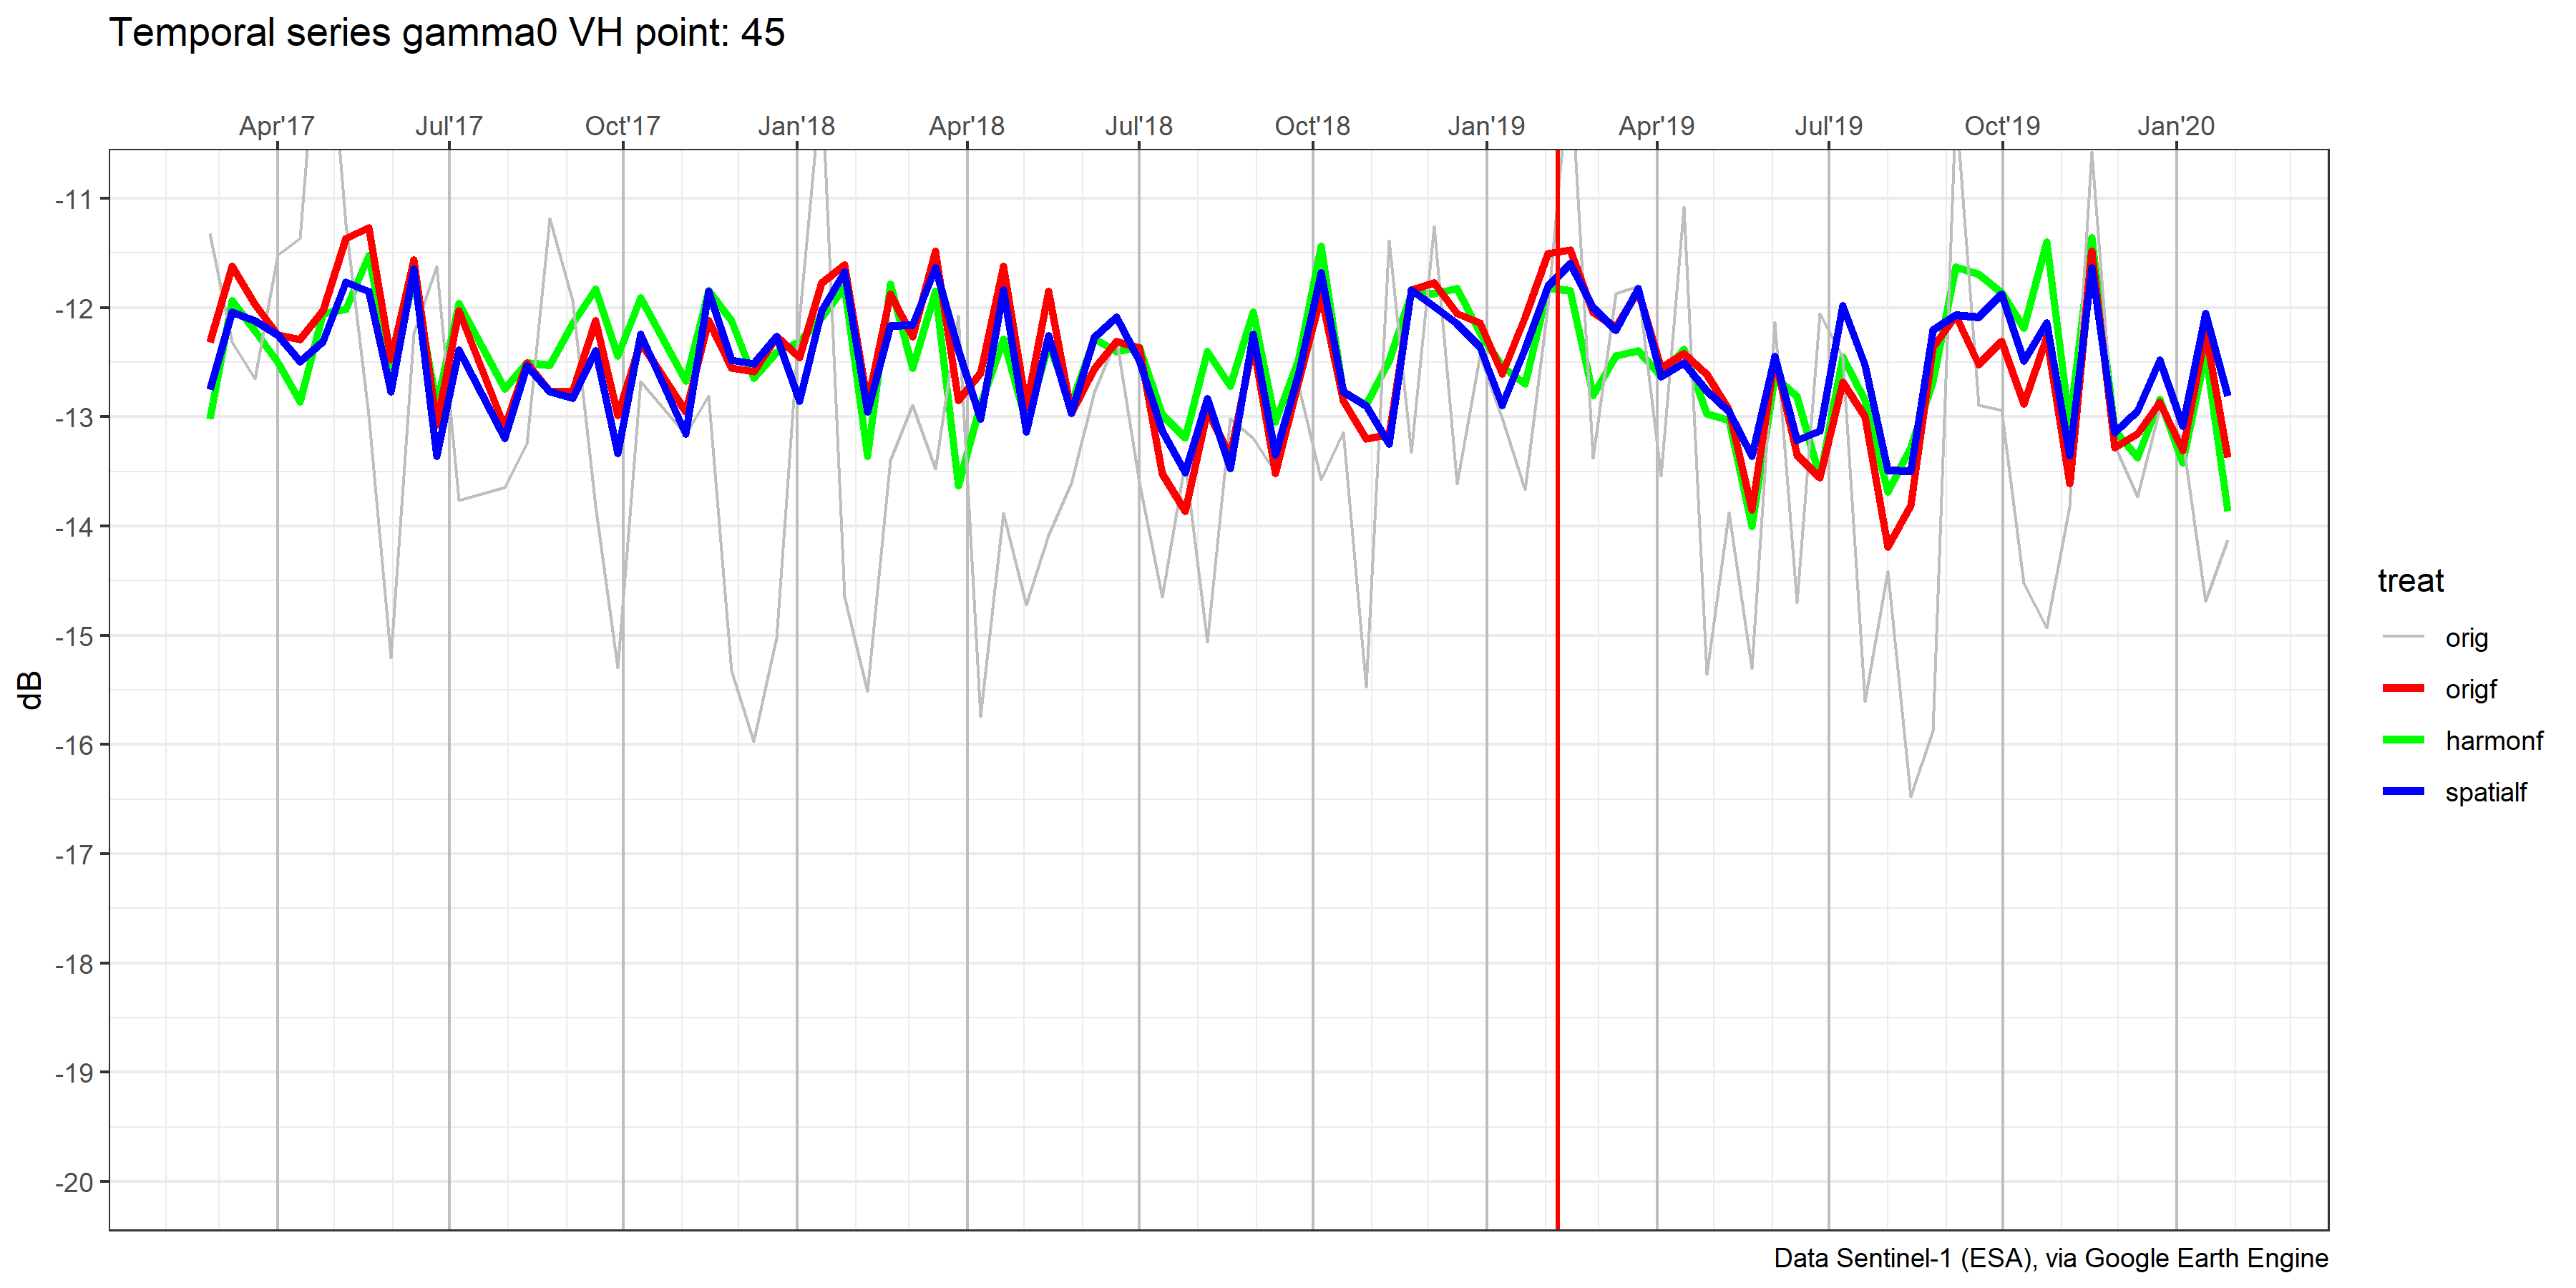 Temporal series gamma0 VH point: 45
Apr'17 Jul'17 Oct'17 Jan'18 Apr'18 Jul'18 Oct'18 Jan'19 Apr'19 Jul'19 Oct'19 Jan'20
-11
-12
-13
-14
-15
-16
-17
-18
-19
-20
dB
treat
orig
origf
harmonf
spatialf
Data Sentinel-1 (ESA), via Google Earth Engine